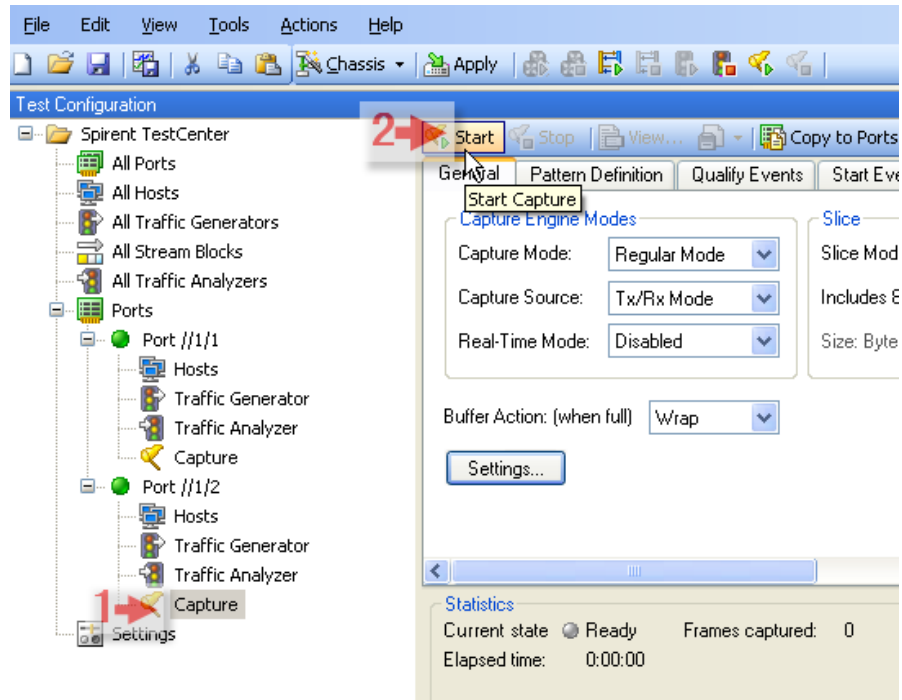 File Edit View Tools Actions Help
Chassis Apply
Test Configuration
Spirent TestCenter
All Ports
All Hosts
All Traffic Generators
All Stream Blocks
All Traffic Analyzers
Ports
Port //1/1
Hosts
Traffic Generator
Traffic Analyzer
Capture
Port //1/2
Hosts
Traffic Generator
Traffic Analyzer
1 Capture
Settings
2 Start Stop View... Copy to Ports
General Pattern Definition Qualify Events Start Eve
Start Capture
Capture Engine Modes Slice
Capture Mode: Regular Mode Slice Mod
Capture Source: Tx/Rx Mode Includes 8
Real-Time Mode: Disabled Size: Byte
Buffer Action: (when full) Wrap
Settings...
Statistics
Current state Ready Frames captured: 0
Elapsed time: 0:00:00